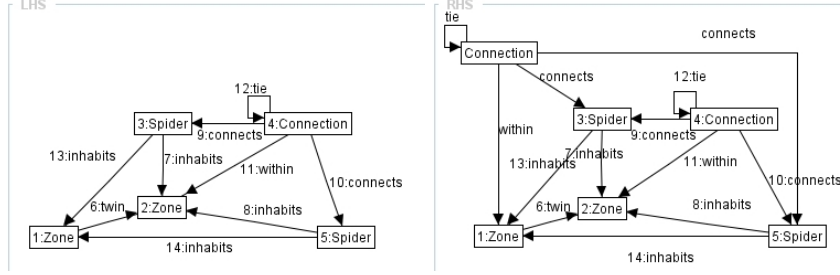 LHS
12:tie
3:Spider
4:Connection
9:connects
13:inhabits
7:inhabits
11:within
10:connects
6:twin
2:Zone
8:inhabits
1:Zone
5:Spider
14:inhabits
RHS
tie
connects
Connection
connects
12:tie
3:Spider
4:Connection
within
9:connects
7:inhabits
13:inhabits
11:within
10:connects
6:twin
2:Zone
8:inhabits
1:Zone
5:Spider
14:inhabits